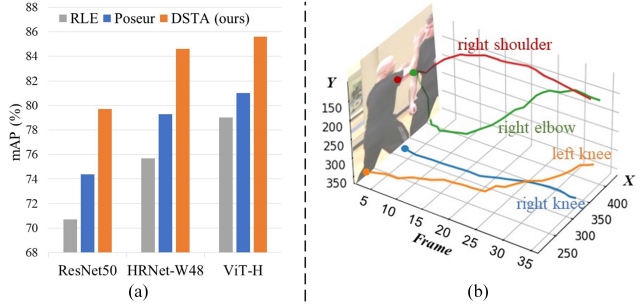 RLE Poseur DSTA (ours)
mAP (%)
88
86
84
82
80
78
76
74
72
70
68
ResNet50 HRNet-W48 ViT-H
(a)
right shoulder
right elbow
left knee
right knee
Y
150
200
250
300
350
5 10 15 20 25 30 35
Frame
X
400
350
300
250
(b)